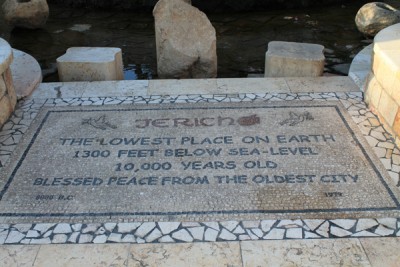 JERICHO
THE LOWEST PLACE ON EARTH
1300 FEET BELOW SEA-LEVEL
10,000 YEARS OLD
BLESSED PEACE FROM THE OLDEST CITY
B.C